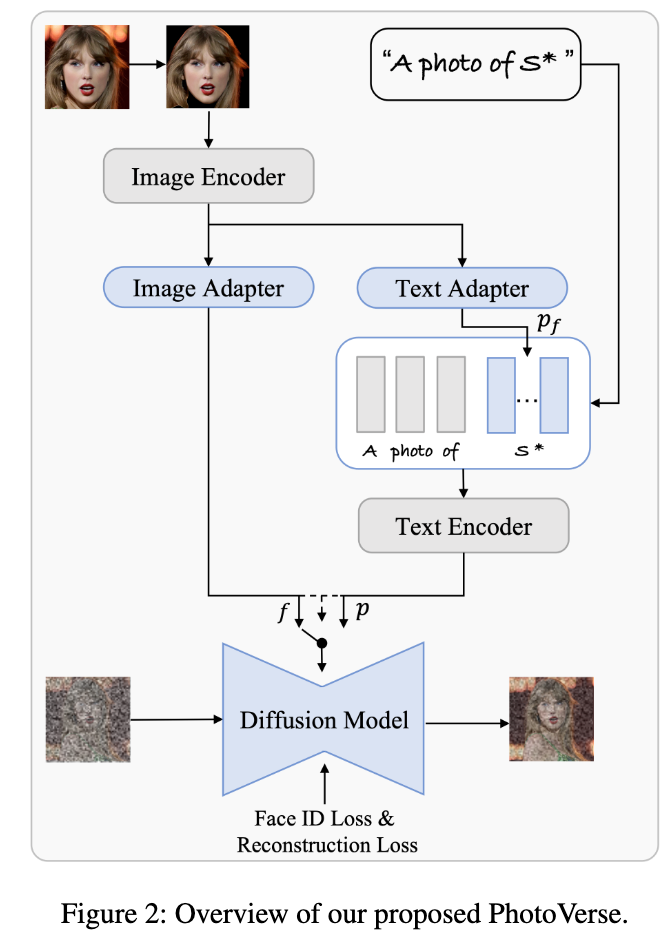 “A photo of S* ”
Image Encoder
Image Adapter
Text Adapter
pf
...
A photo of S*
Text Encoder
f
p
Diffusion Model
Face ID Loss &
Reconstruction Loss
Figure 2: Overview of our proposed PhotoVerse.